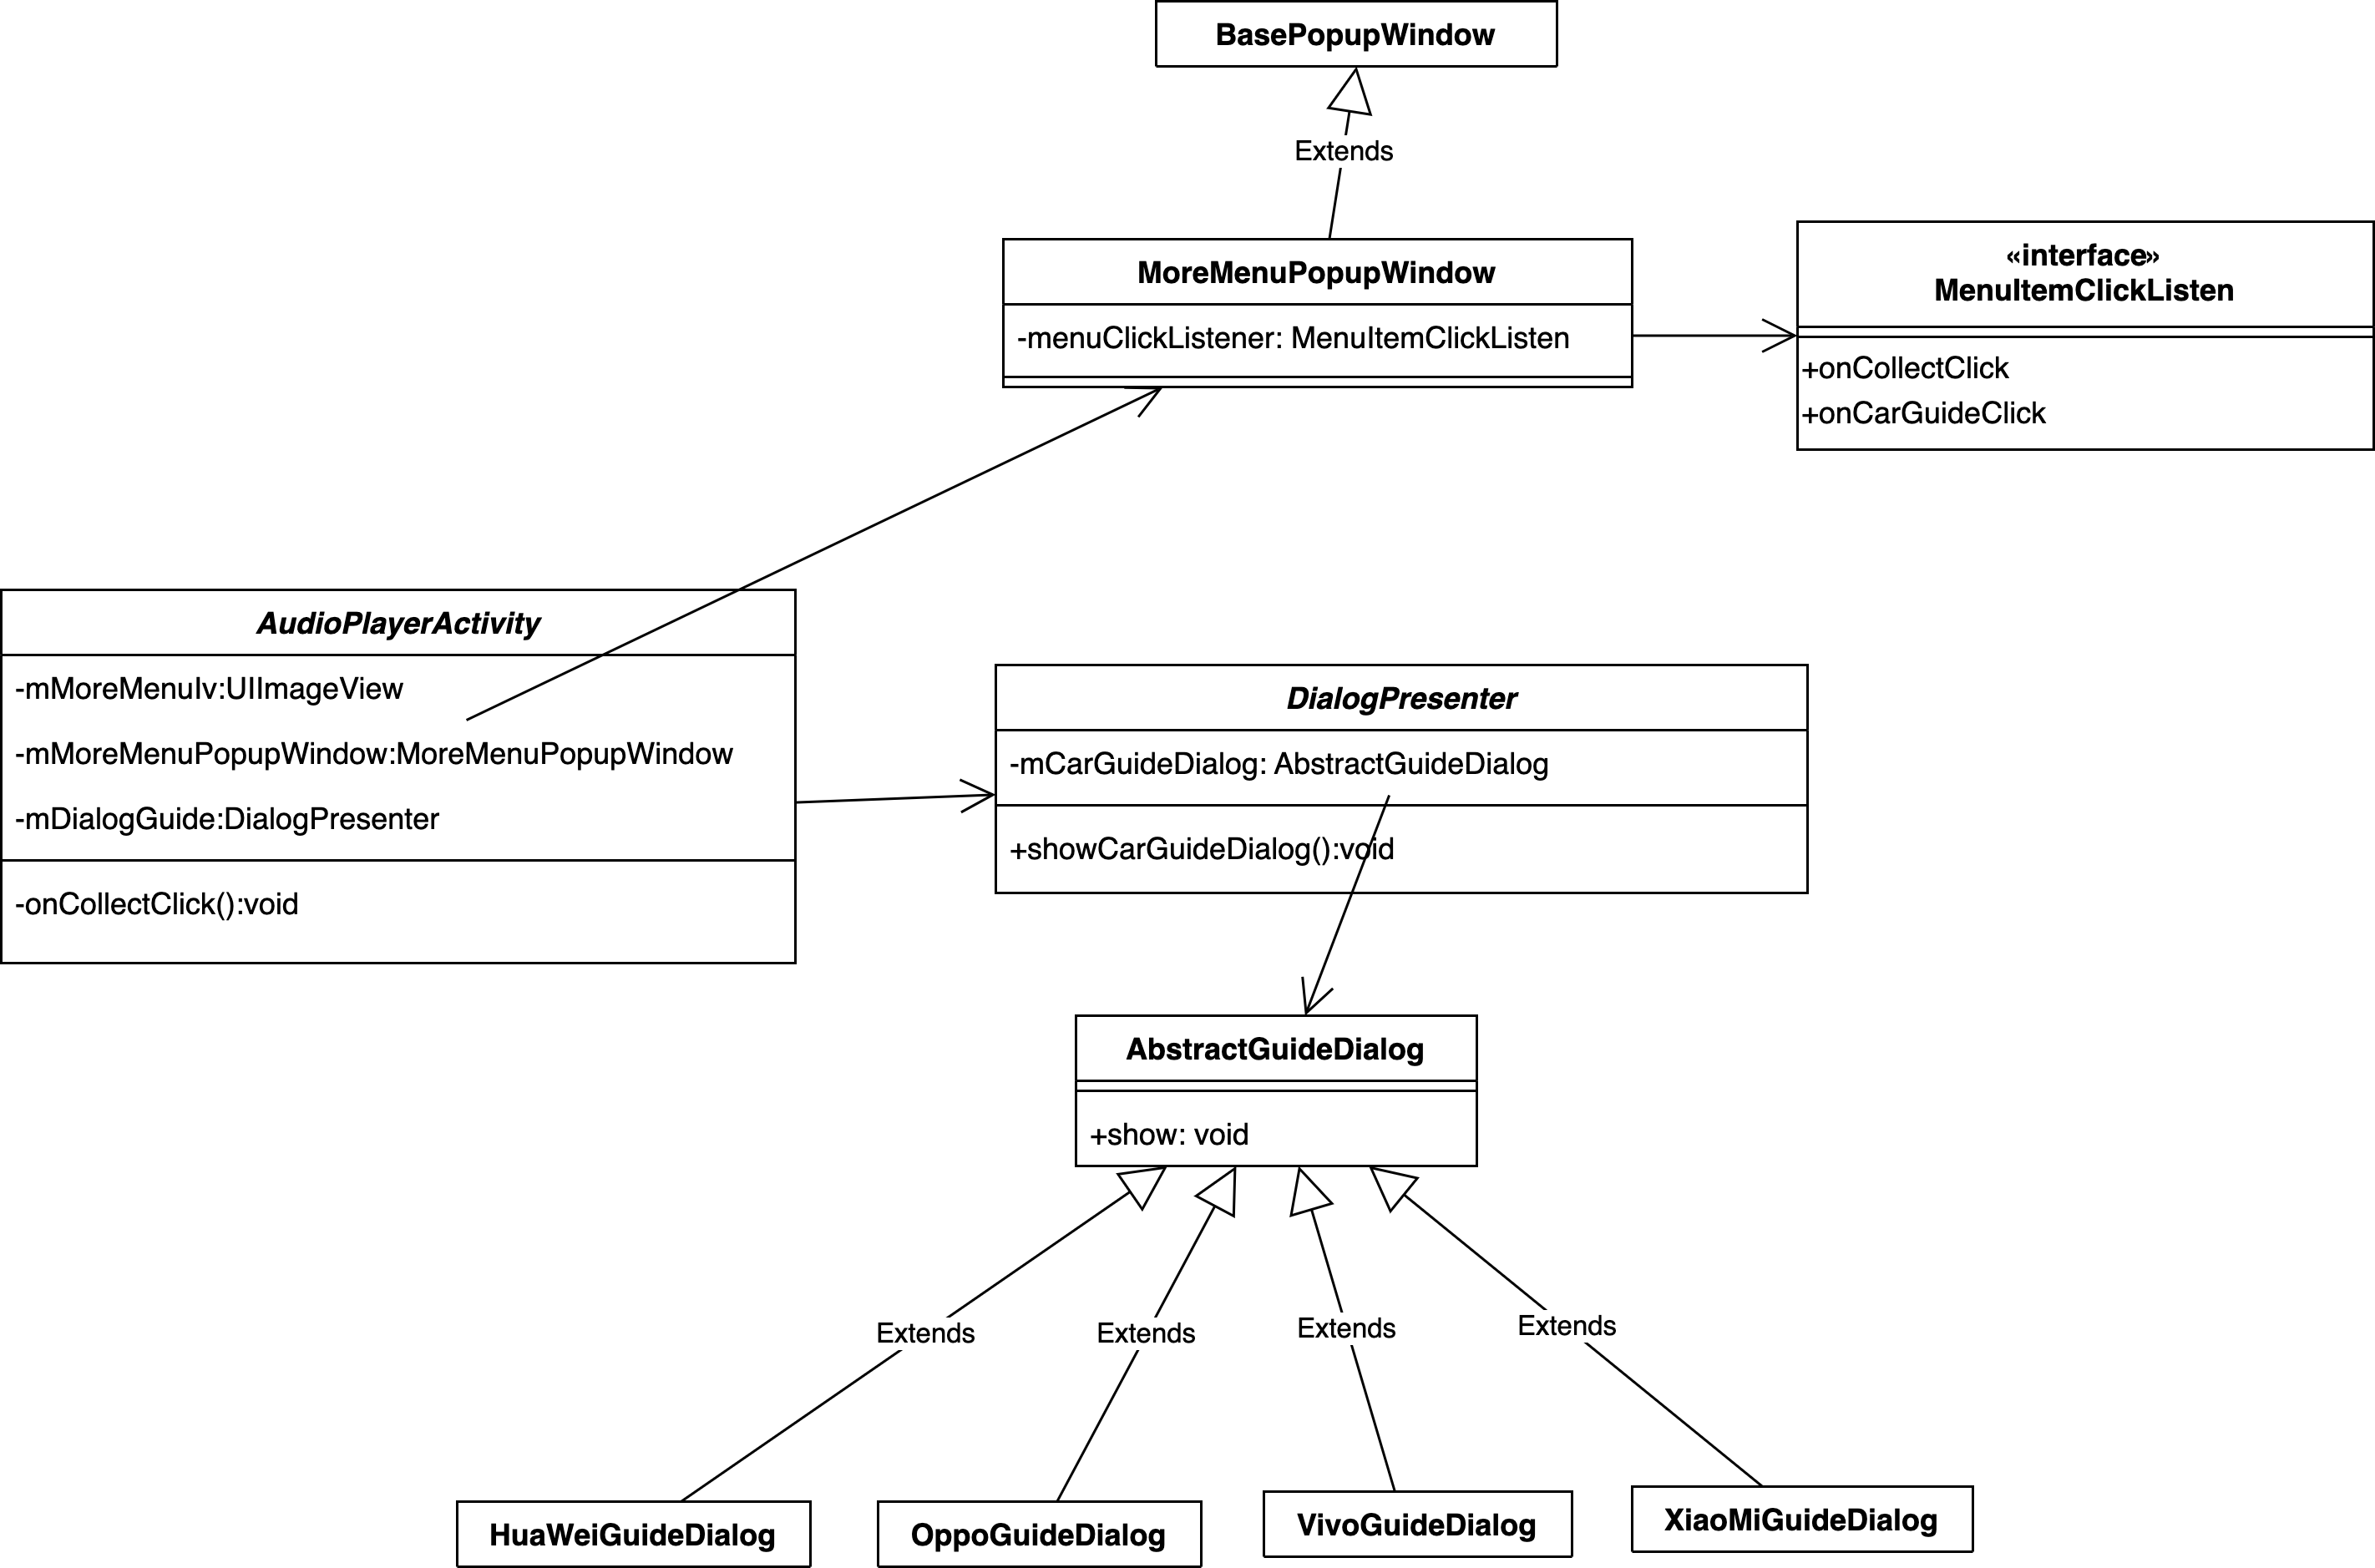 BasePopupWindow
Extends
MoreMenuPopupWindow
-menuClickListener: MenuItemClickListen
«interface»
MenuItemClickListen
+onCollectClick
+onCarGuideClick
AudioPlayerActivity
-mMoreMenuIv:UIImageView
-mMoreMenuPopupWindow:MoreMenuPopupWindow
-mDialogGuide:DialogPresenter
-onCollectClick():void
DialogPresenter
-mCarGuideDialog: AbstractGuideDialog
+showCarGuideDialog():void
AbstractGuideDialog
+show: void
Extends
Extends
Extends
Extends
HuaWeiGuideDialog
OppoGuideDialog
VivoGuideDialog
XiaoMiGuideDialog